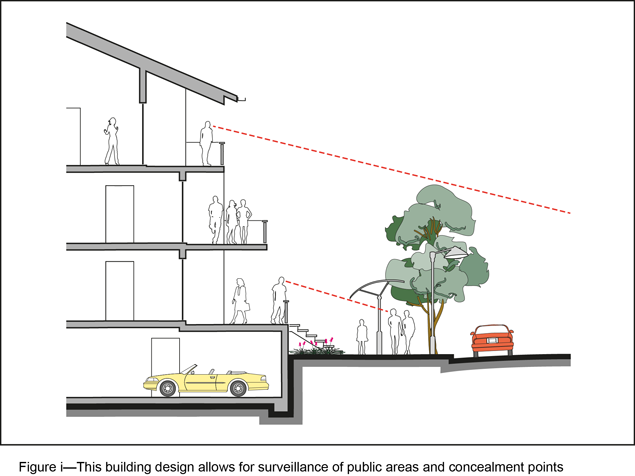 Figure i—This building design allows for surveillance of public areas and concealment points